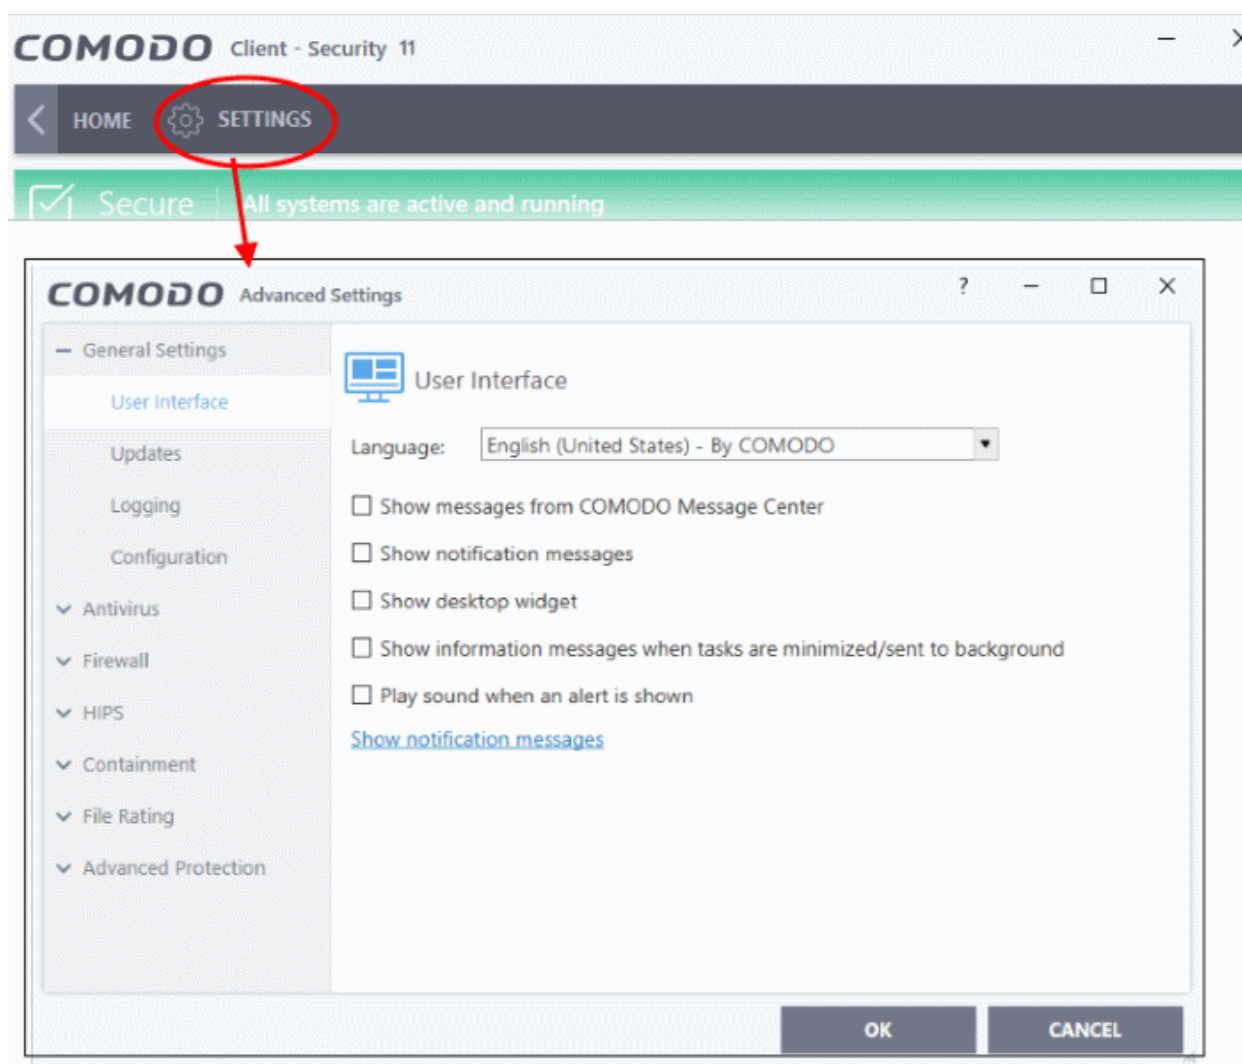 COMODO Client - Security 11
HOME SETTINGS
Secure All systems are active and running
COMODO Advanced Settings ?
General Settings
User Interface
Updates
Logging
Configuration
Antivirus
Firewall
HIPS
Containment
File Rating
Advanced Protection
User Interface
Language: English (United States) - By COMODO
Show messages from COMODO Message Center
Show notification messages
Show desktop widget
Show information messages when tasks are minimized/sent to background
Play sound when an alert is shown
Show notification messages
OK CANCEL